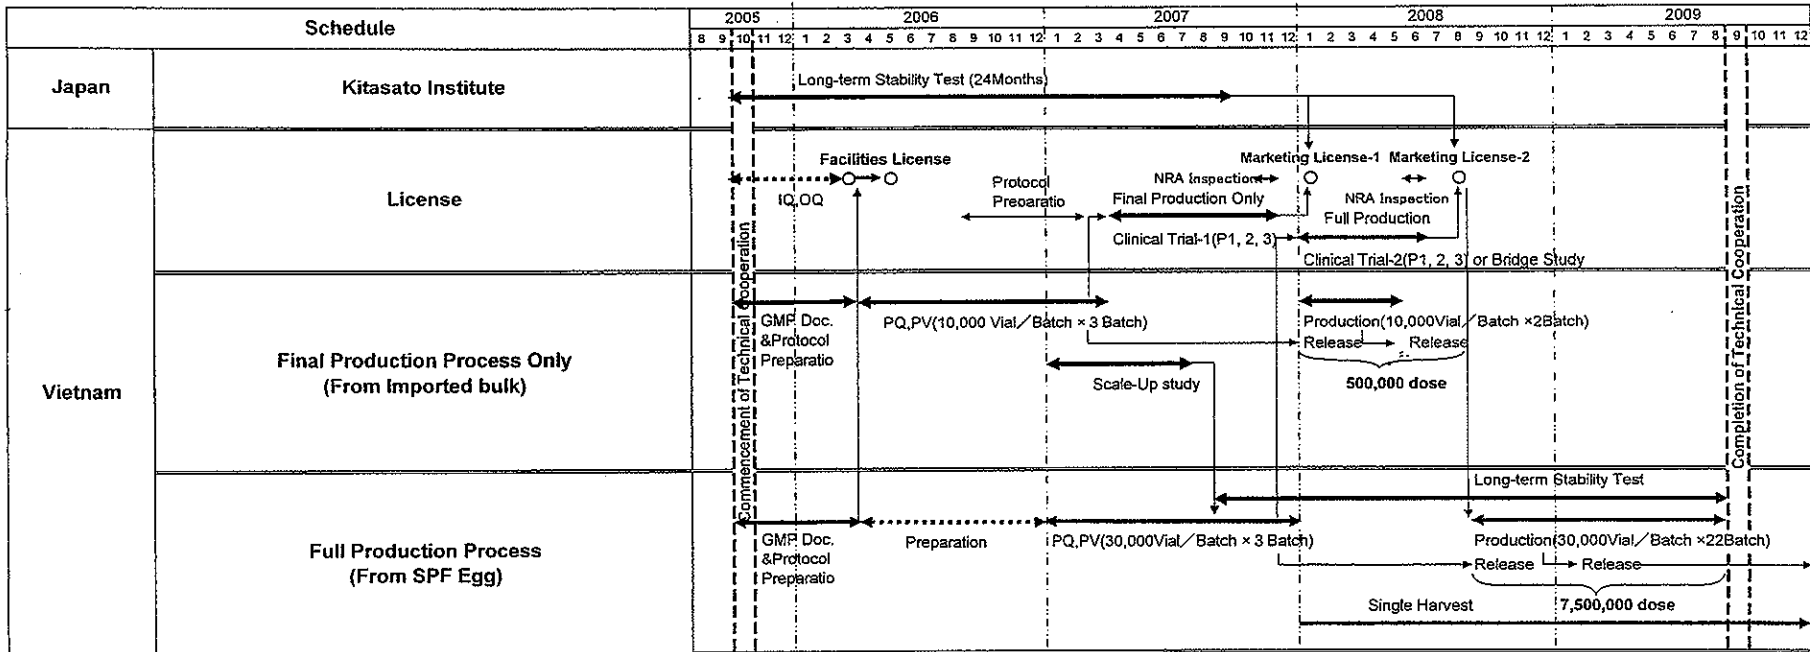 Schedule
2005 2006 2007 2008 2009
8 9 10 11 12 1 2 3 4 5 6 7 8 9 10 11 12 1 2 3 4 5 6 7 8 9 10 11 12 1 2 3 4 5 6 7 8 9 10 11 12 1 2 3 4 5 6 7 8 9 10 11 12
Japan
Kitasato Institute
Long-term Stability Test (24Months)
Vietnam
License
Facilities License
IQ,OQ
Protocol
Preparatio
NRA Inspection
Final Production Only
Clinical Trial-1(P1, 2, 3)
Marketing License-1
Marketing License-2
NRA Inspection
Full Production
Clinical Trial-2(P1, 2, 3) or Bridge Study
Commencement of Technical cooperation
Completion of Technical Cooperation
Final Production Process Only
(From Imported bulk)
GMP Doc.
&Protocol
Preparatio
PQ,PV(10,000 Vial/Batch × 3 Batch)
Scale-Up study
Production(10,000Vial/Batch ×2Batch)
Release Release
500,000 dose
Full Production Process
(From SPF Egg)
GMP Doc.
&Protocol
Preparatio
Preparation
PQ,PV(30,000Vial/Batch × 3 Batch)
Long-term Stability Test
Production(30,000Vial/Batch ×22Batch)
Release Release
7,500,000 dose
Single Harvest